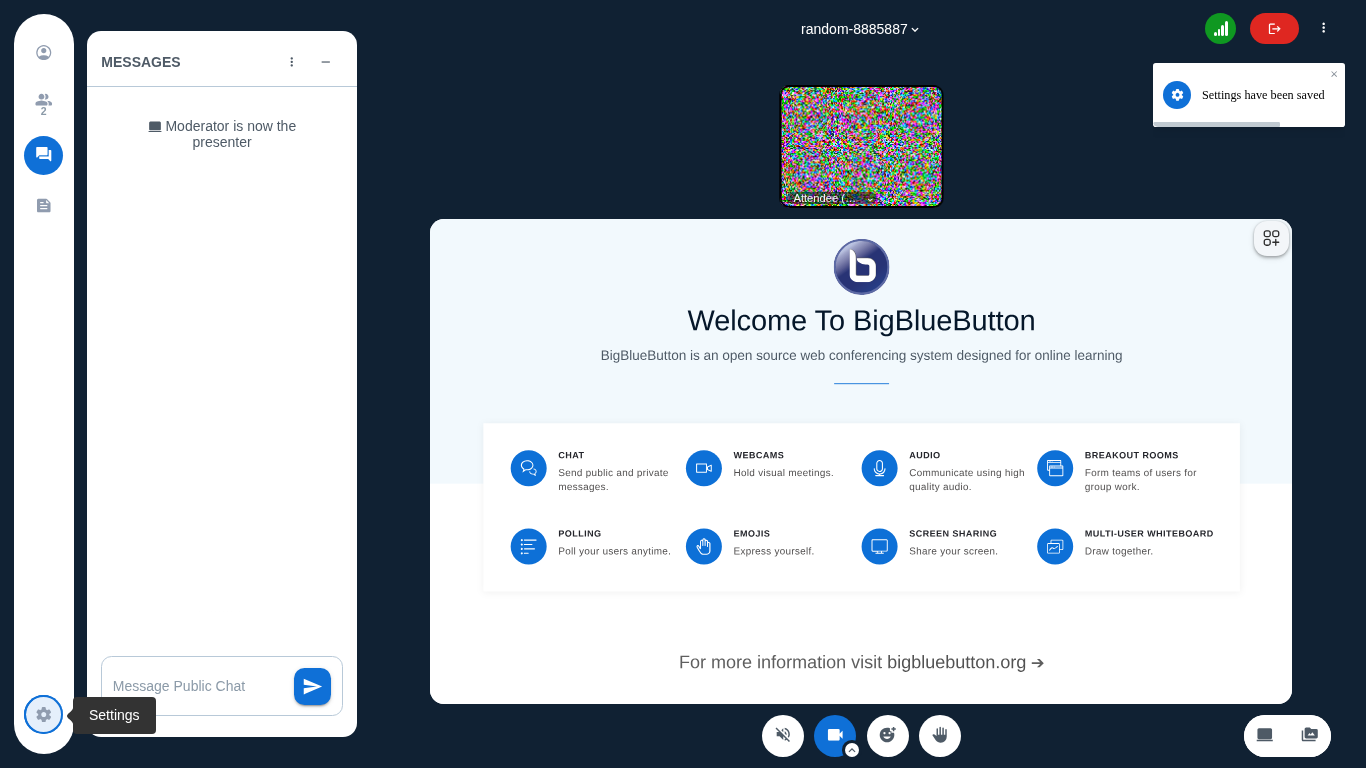 random-8885887
Settings have been saved
2
MESSAGES
Moderator is now the
presenter
Attendee (...
Welcome To BigBlueButton
BigBlueButton is an open source web conferencing system designed for online learning
CHAT
Send public and private
messages.
WEBCAMS
Hold visual meetings.
AUDIO
Communicate using high
quality audio.
BREAKOUT ROOMS
Form teams of users for
group work.
POLLING
Poll your users anytime.
EMOJIS
Express yourself.
SCREEN SHARING
Share your screen.
MULTI-USER WHITEBOARD
Draw together.
For more information visit bigbluebutton.org ➔
Message Public Chat
Settings